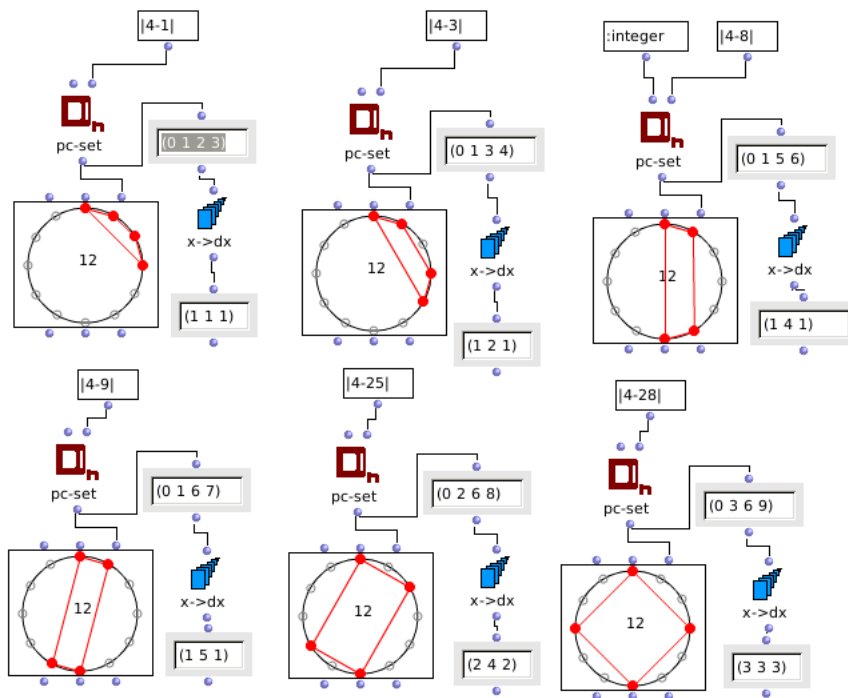 |4-1|
pc-set
(0 1 2 3)
12
x->dx
(1 1 1)
|4-3|
pc-set
(0 1 3 4)
12
x->dx
(1 2 1)
:integer
|4-8|
pc-set
(0 1 5 6)
12
x->dx
(1 4 1)
|4-9|
pc-set
(0 1 6 7)
12
x->dx
(1 5 1)
|4-25|
pc-set
(0 2 6 8)
12
x->dx
(2 4 2)
|4-28|
pc-set
(0 3 6 9)
12
x->dx
(3 3 3)